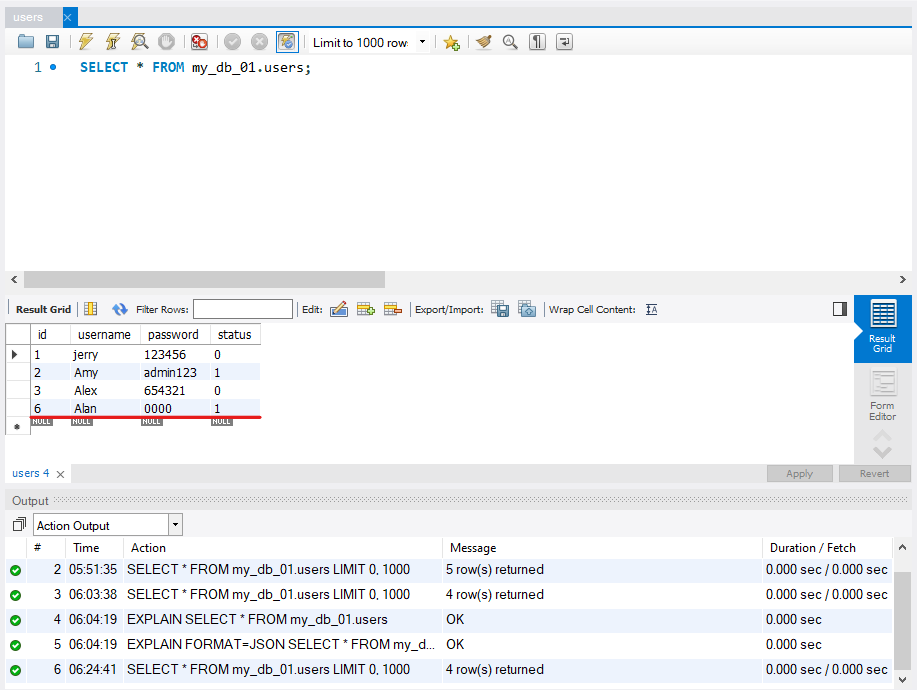 users
Limit to 1000 rows
1 SELECT * FROM my_db_01.users;
Result Grid Filter Rows: Edit: Export/Import: Wrap Cell Content:
id username password status
1 jerry 123456 0
2 Amy admin123 1
3 Alex 654321 0
6 Alan 0000 1
NULL NULL NULL NULL
Result
Grid
Form
Editor
users 4 Apply Revert
Output
Action Output
# Time Action Message Duration / Fetch
2 05:51:35 SELECT * FROM my_db_01.users LIMIT 0, 1000 5 row(s) returned 0.000 sec / 0.000 sec
3 06:03:38 SELECT * FROM my_db_01.users LIMIT 0, 1000 4 row(s) returned 0.000 sec / 0.000 sec
4 06:04:19 EXPLAIN SELECT * FROM my_db_01.users OK 0.000 sec
5 06:04:19 EXPLAIN FORMAT=JSON SELECT * FROM my_d... OK 0.000 sec
6 06:24:41 SELECT * FROM my_db_01.users LIMIT 0, 1000 4 row(s) returned 0.000 sec / 0.000 sec